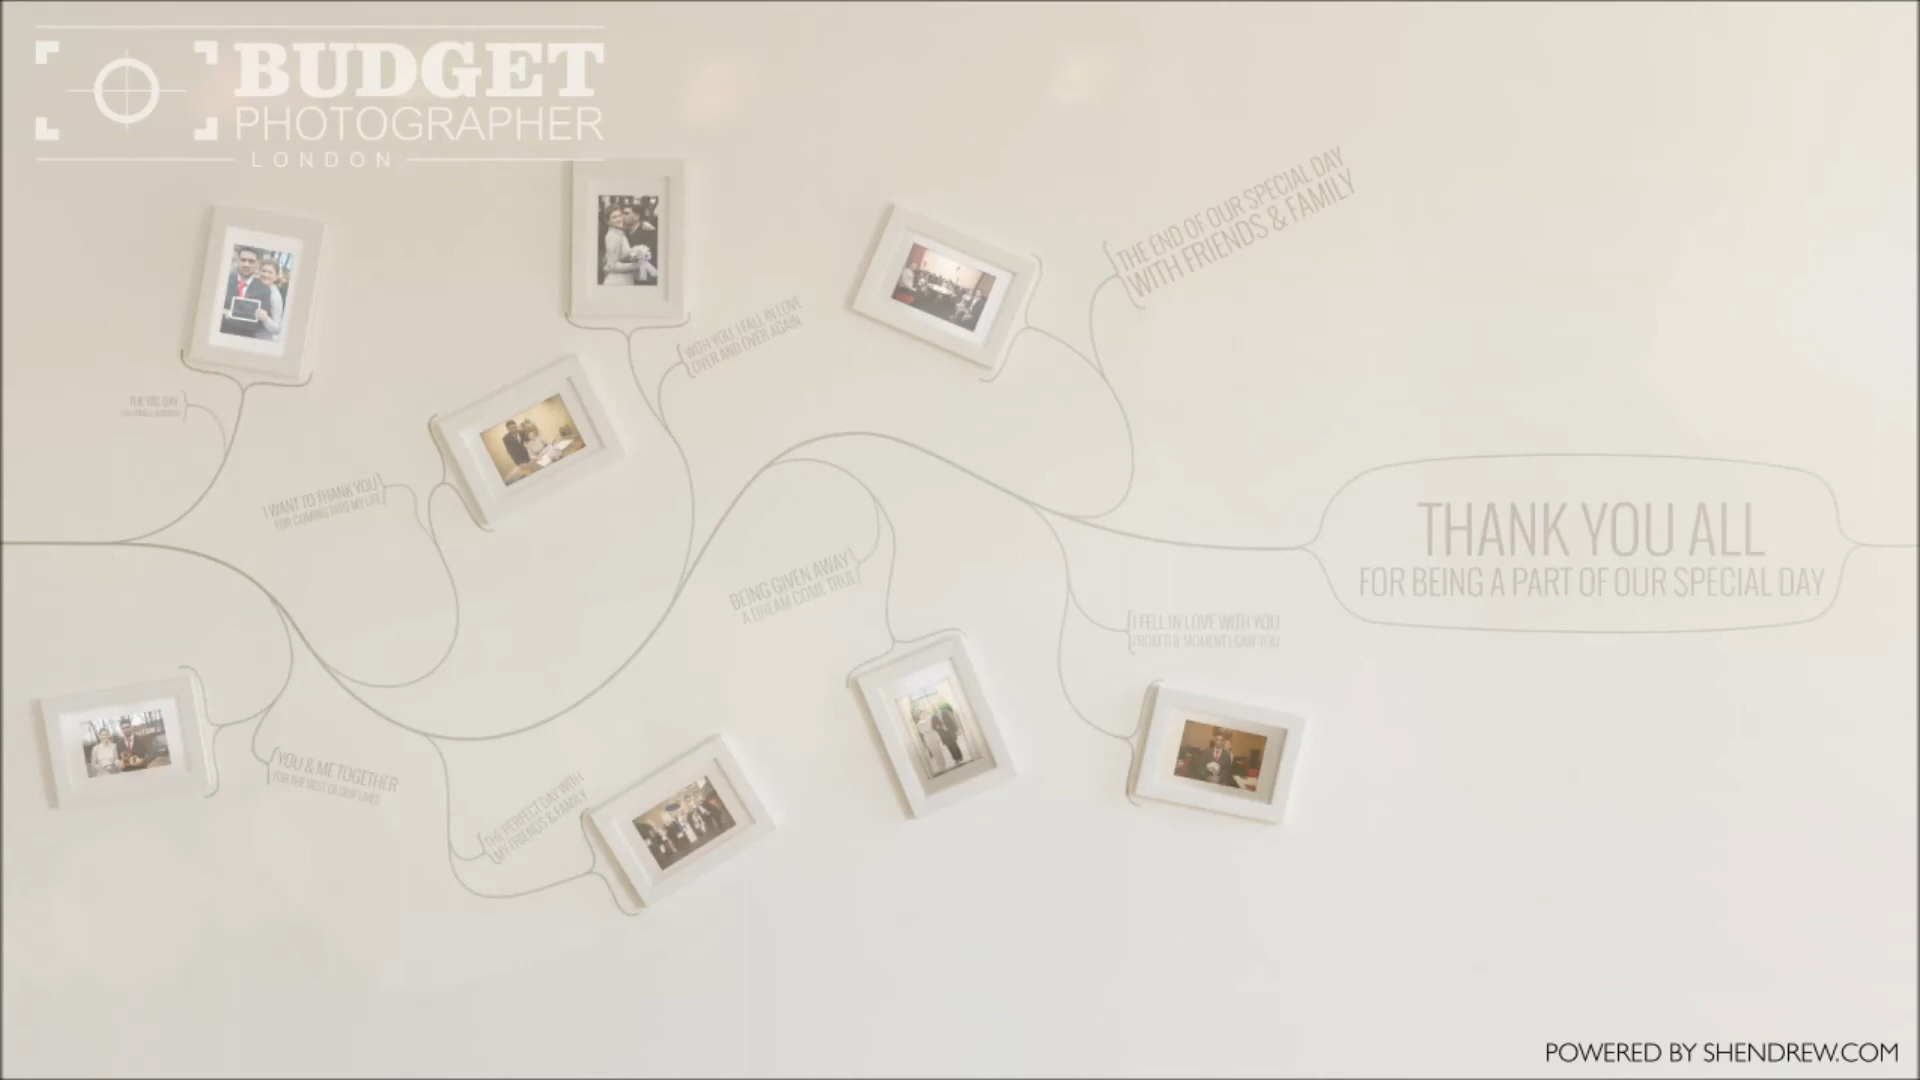 BUDGET
PHOTOGRAPHER
LONDON
THE END OF OUR SPECIAL DAY
WITH FRIENDS & FAMILY
WITH YOU, I FALL IN LOVE
OVER AND OVER AGAIN
THE BIG DAY
I WANT TO THANK YOU
FOR COMING INTO MY LIFE
THANK YOU ALL
FOR BEING A PART OF OUR SPECIAL DAY
BEING GIVEN AWAY
A DREAM COME TRUE
I FELL IN LOVE WITH YOU
FROM THE MOMENT I SAW YOU
YOU & ME TOGETHER
FOR THE REST OF OUR LIVES
THE PERFECT DAY WITH
MY FRIENDS & FAMILY
POWERED BY SHENDREW.COM